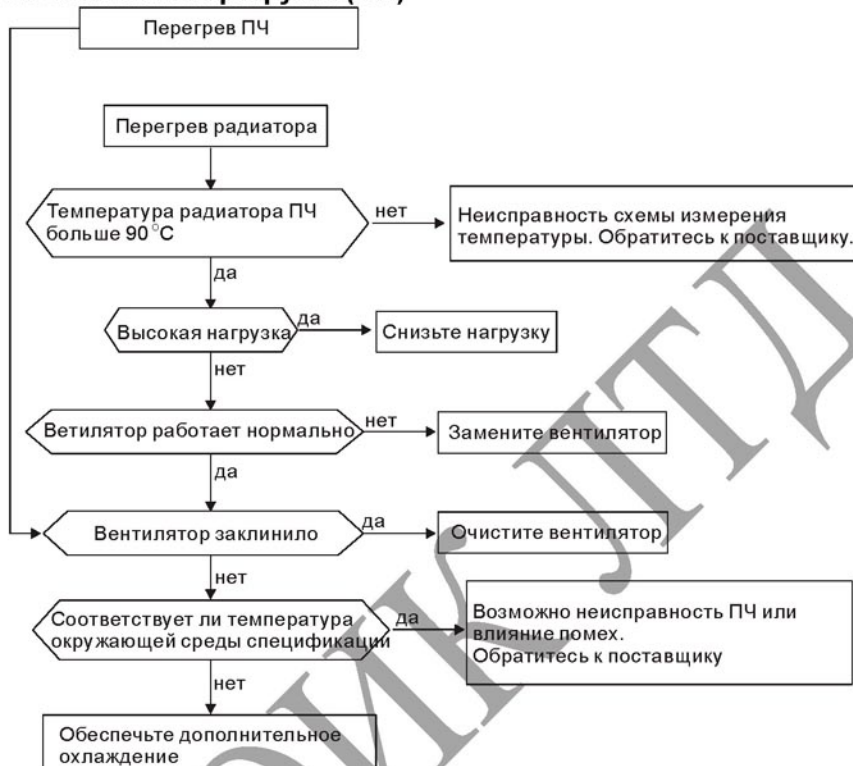 Перегрев ПЧ
Перегрев радиатора
Температура радиатора ПЧ
больше 90 °C
нет
Неисправность схемы измерения
температуры. Обратитесь к поставщику.
да
Высокая нагрузка
да
Снизьте нагрузку
нет
Ветилятор работает нормально
нет
Замените вентилятор
да
Вентилятор заклинило
да
Очистите вентилятор
нет
Соответствует ли температура
окружающей среды спецификации
да
Возможно неисправность ПЧ или
влияние помех.
Обратитесь к поставщику
нет
Обеспечьте дополнительное
охлаждение
ЛТД